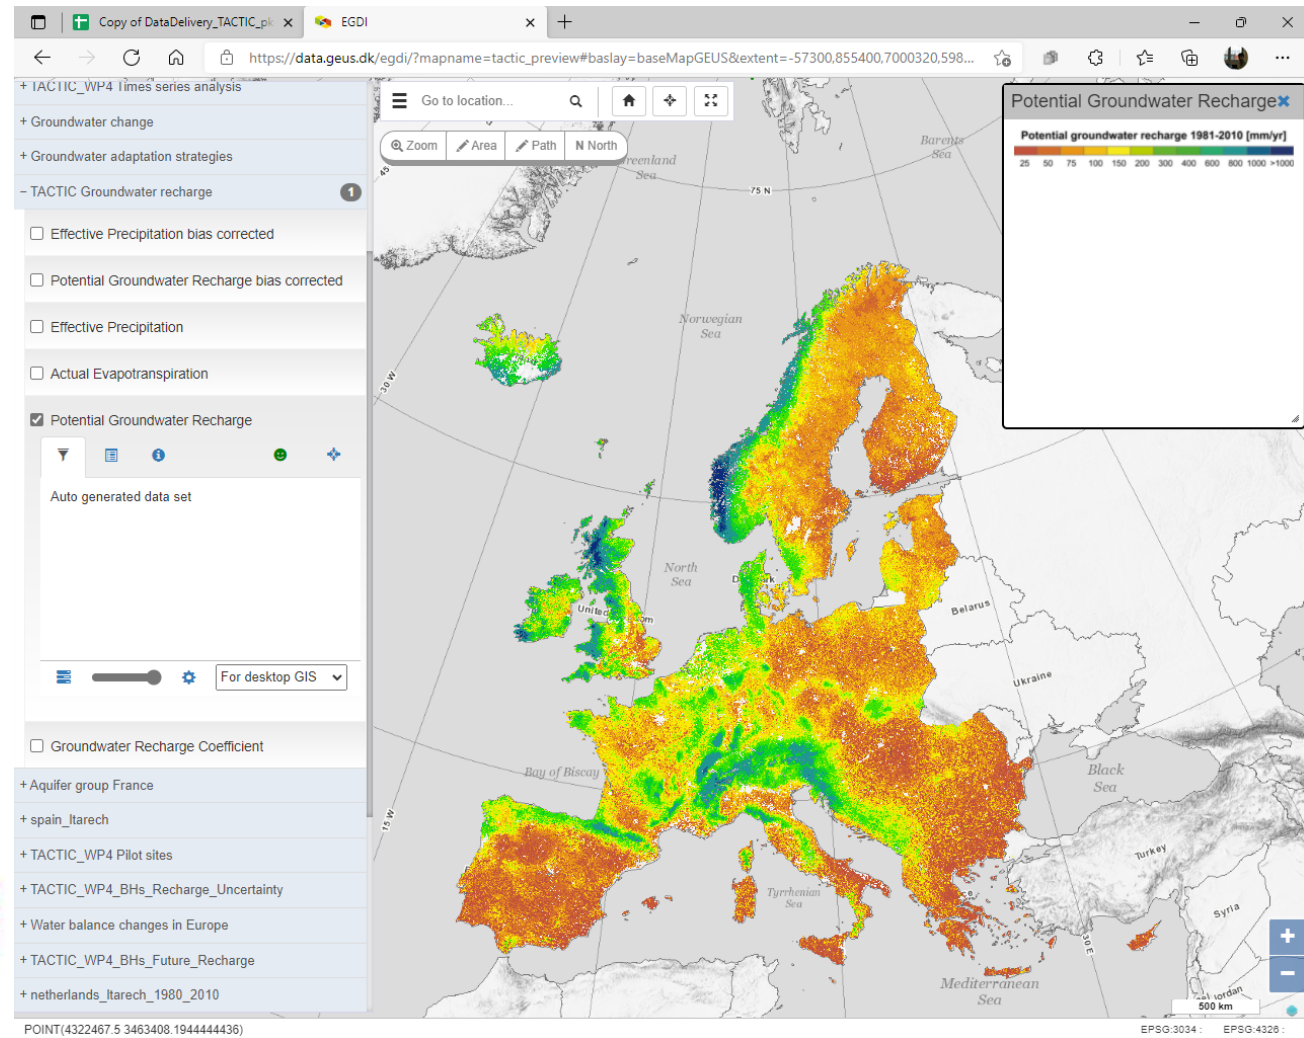 Copy of DataDelivery_TACTIC_pk
EGDI
https://data.geus.dk/egdi/?mapname=tactic_preview#baslay=baseMapGEUS&extent=-57300,855400,7000320,598...
+ TACTIC_WP4 Times series analysis
+ Groundwater change
+ Groundwater adaptation strategies
− TACTIC Groundwater recharge 1
Effective Precipitation bias corrected
Potential Groundwater Recharge bias corrected
Effective Precipitation
Actual Evapotranspiration
Potential Groundwater Recharge
Auto generated data set
For desktop GIS
Groundwater Recharge Coefficient
+ Aquifer group France
+ spain_ltarech
+ TACTIC_WP4 Pilot sites
+ TACTIC_WP4_BHs_Recharge_Uncertainty
+ Water balance changes in Europe
+ TACTIC_WP4_BHs_Future_Recharge
+ netherlands_ltarech_1980_2010
POINT(4322467.5 3463408.1944444436)
Go to location...
Zoom Area Path N North
Potential Groundwater Recharge
Potential groundwater recharge 1981-2010 [mm/yr]
25 50 75 100 150 200 300 400 600 800 1000 >1000
Barents
Sea
Sea
45
75 N
Norwegian
Sea
30 W
North
Sea
Belarus
Ukraine
Bay of Biscay
Black
Sea
15 W
Turkey
Tyrrhenian
Sea
Syria
30 E
Mediterranean
Sea
500 km
EPSG:3034 : EPSG:4326 :